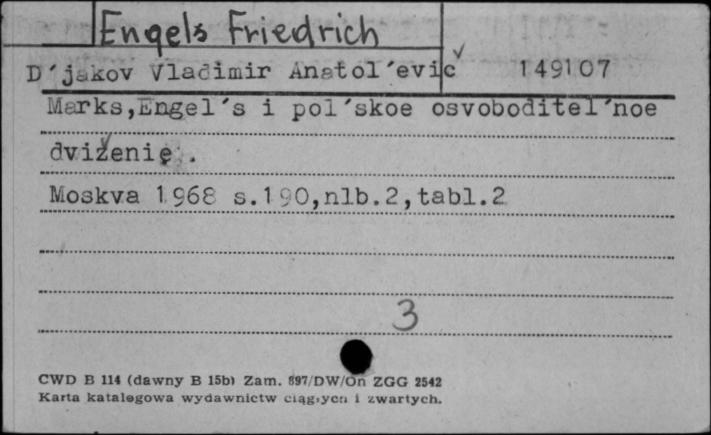 Engels Friedrich
D´jakov Vladimir Anatol´evič 149107
Marks,Engel´s i pol´skoe osvoboditel´noe
dviženie .
Moskva 1968 s.190,nlb.2,tabl.2
3
CWD B 114 (dawny B 15b) Zam. 897/DW/On ZGG 2542
Karta katalogowa wydawnictw ciągłych i zwartych.